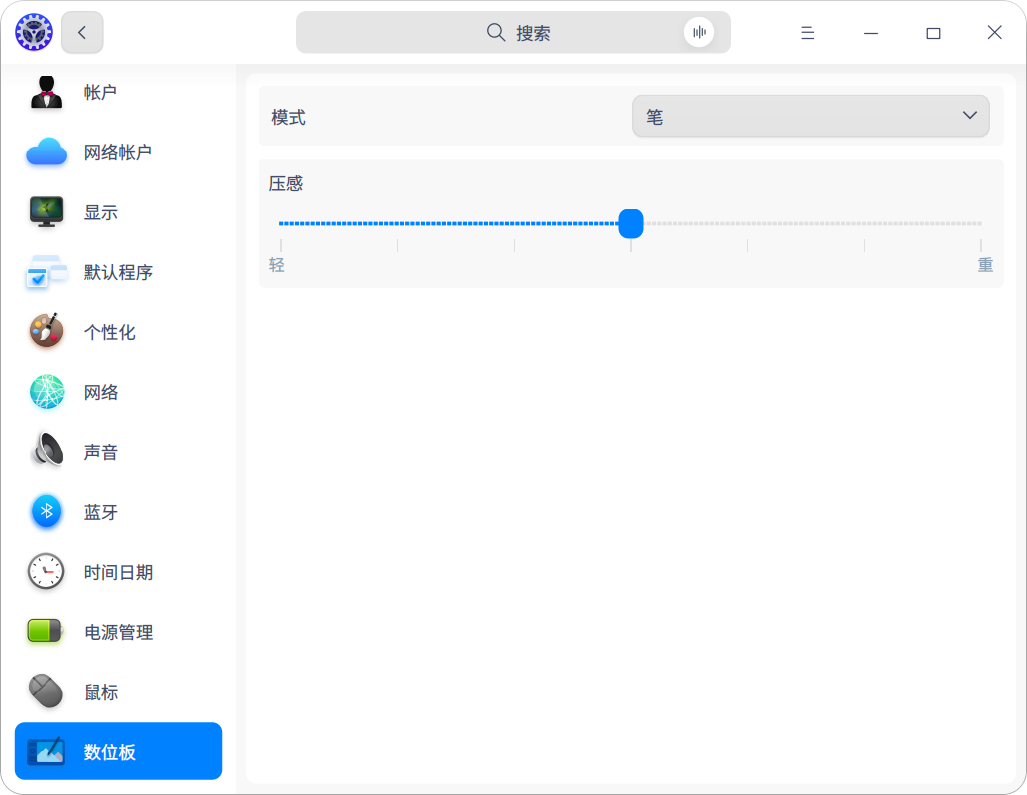 搜索
帐户
网络帐户
显示
默认程序
个性化
网络
声音
蓝牙
时间日期
电源管理
鼠标
数位板
模式
笔
压感
轻
重